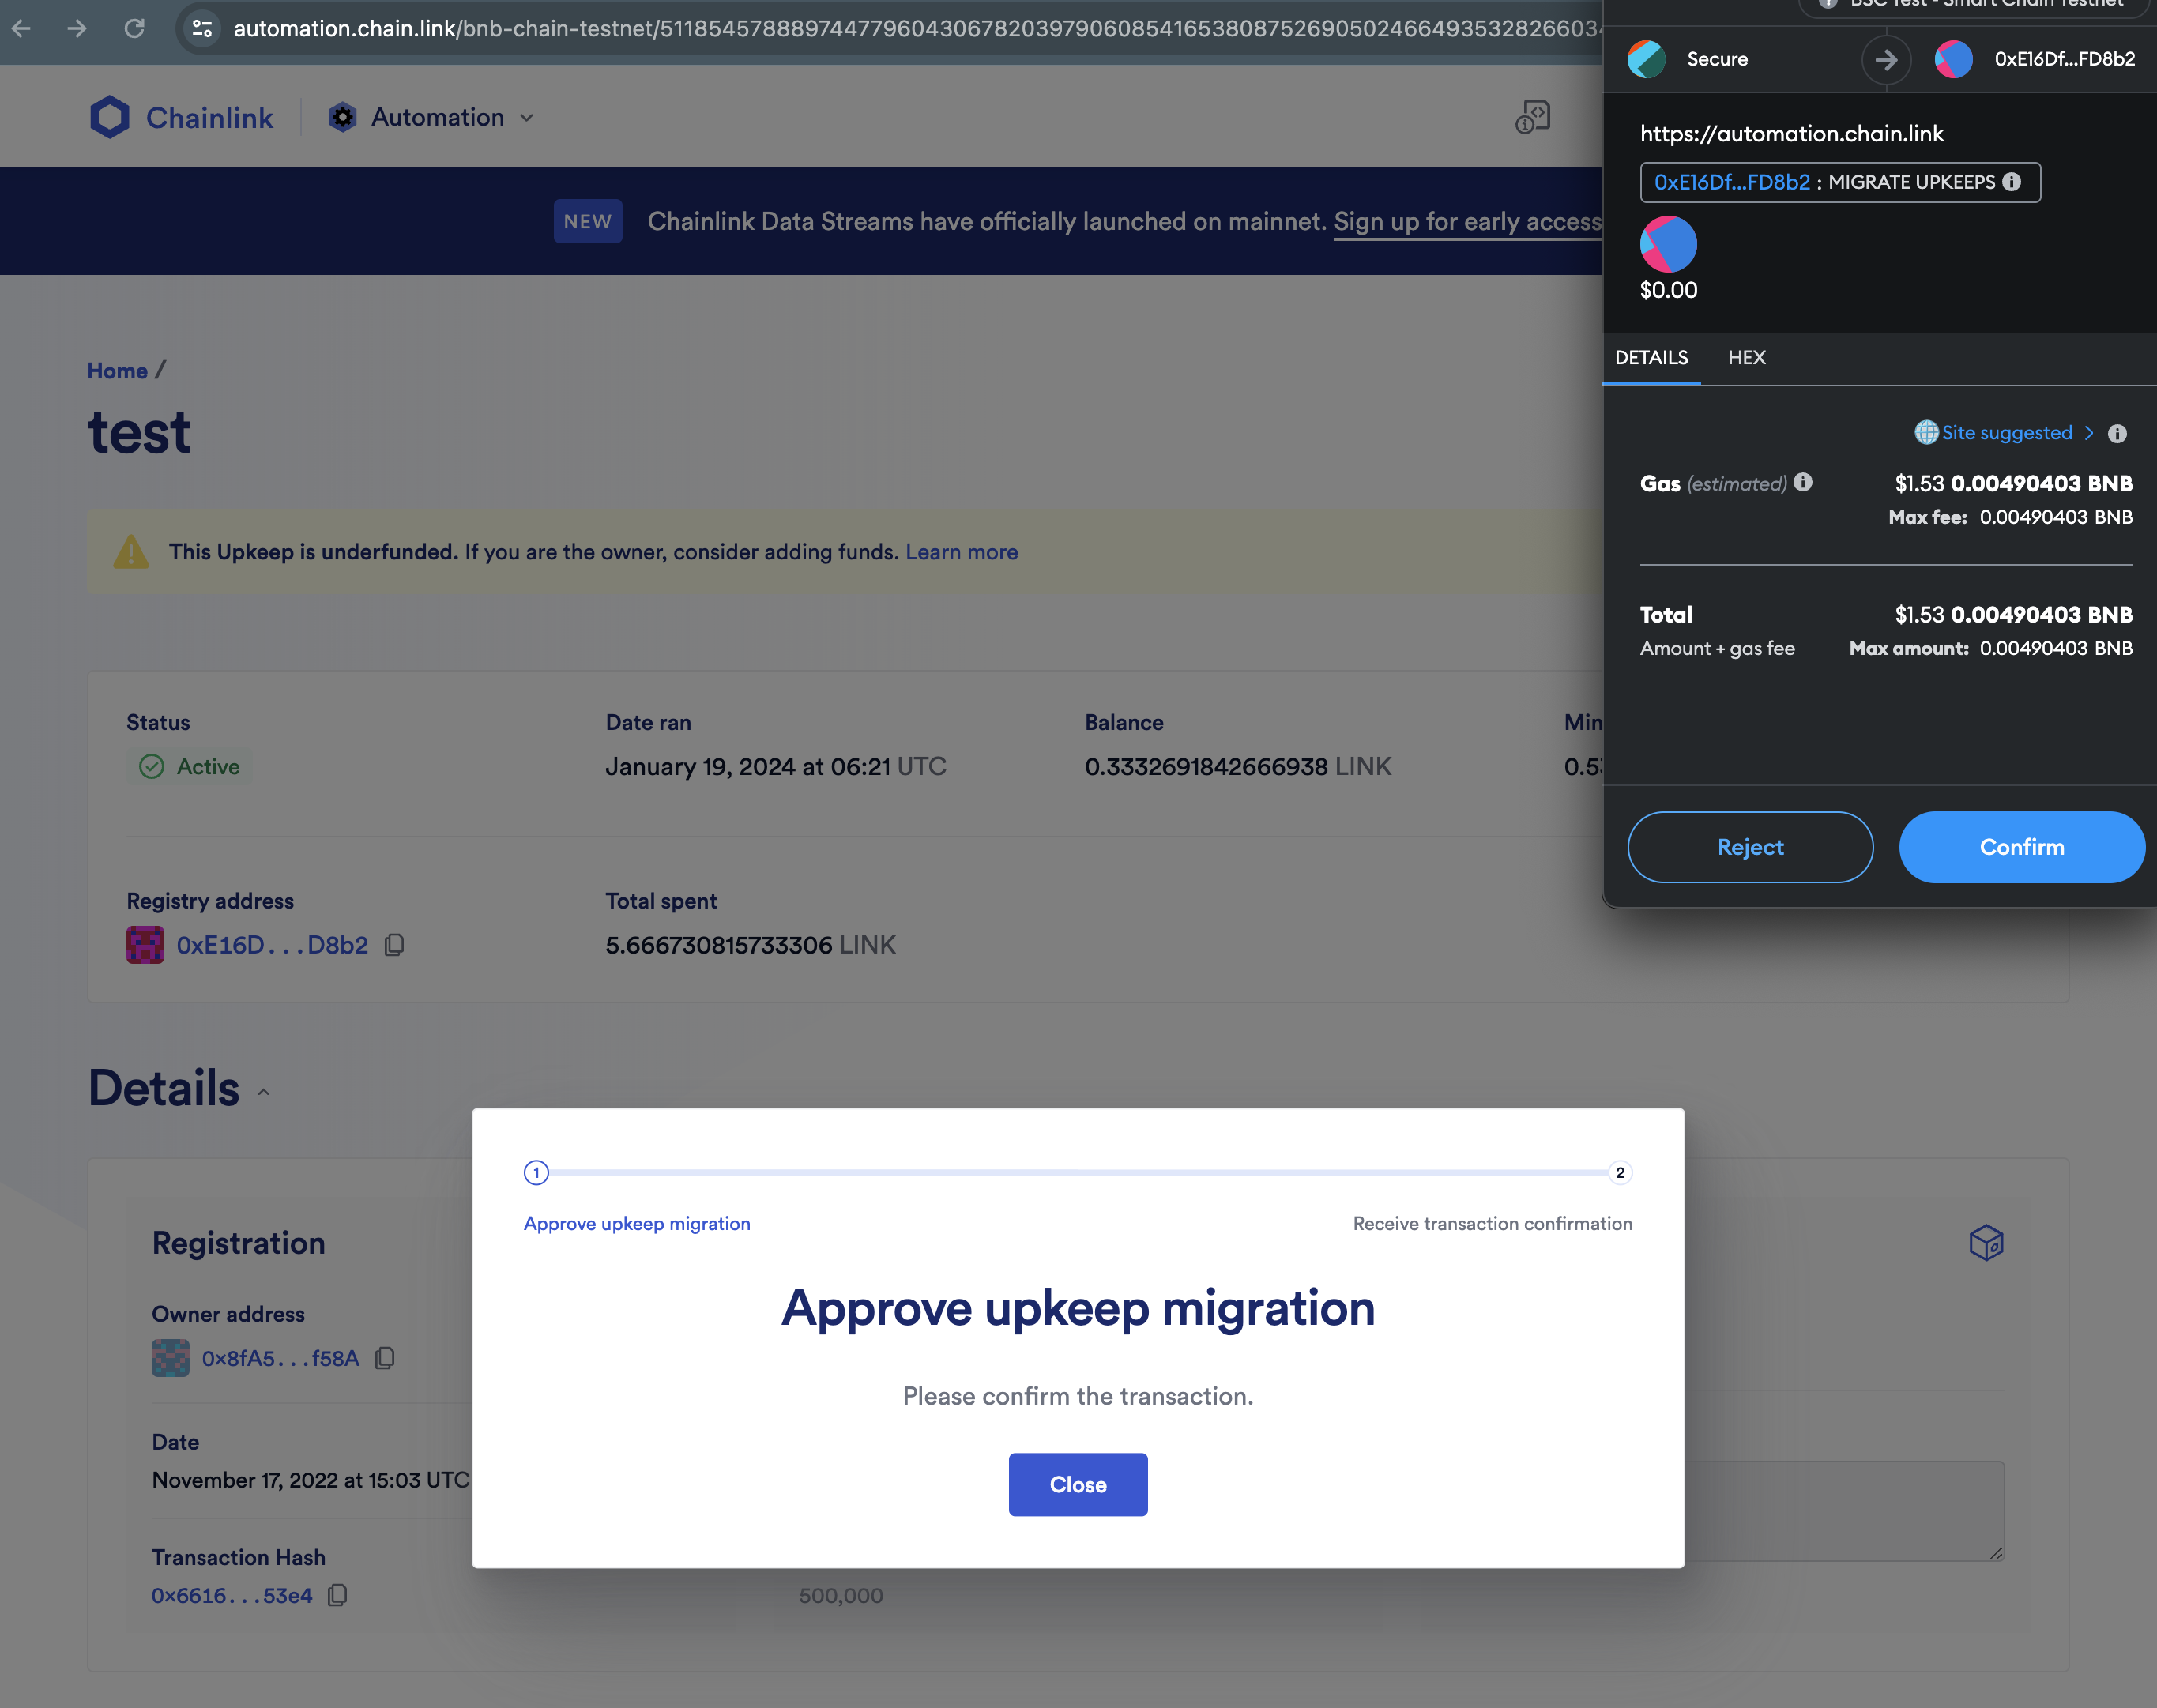 automation.chain.link/bnb-chain-testnet/
BSC Test - Smart Chain Testnet
Secure
0xE16Df...FD8b2
Chainlink
Automation
https://automation.chain.link
0xE16Df...FD8b2 : MIGRATE UPKEEPS
NEW Chainlink Data Streams have officially launched on mainnet. Sign up for early access
$0.00
DETAILS
HEX
Home /
test
Site suggested >
Gas (estimated)
$1.53 0.00490403 BNB
Max fee: 0.00490403 BNB
This Upkeep is underfunded. If you are the owner, consider adding funds. Learn more
Total
$1.53 0.00490403 BNB
Amount + gas fee
Max amount: 0.00490403 BNB
Status
Date ran
Balance
Min
Active
January 19, 2024 at 06:21 UTC
0.3332691842666938 LINK
Reject
Confirm
Registry address
Total spent
0xE16D...D8b2
5.666730815733306 LINK
Details
1
2
Approve upkeep migration
Receive transaction confirmation
Approve upkeep migration
Please confirm the transaction.
Close
Registration
Owner address
0x8fA5...f58A
Date
November 17, 2022 at 15:03 UTC
Transaction Hash
0x6616...53e4
500,000